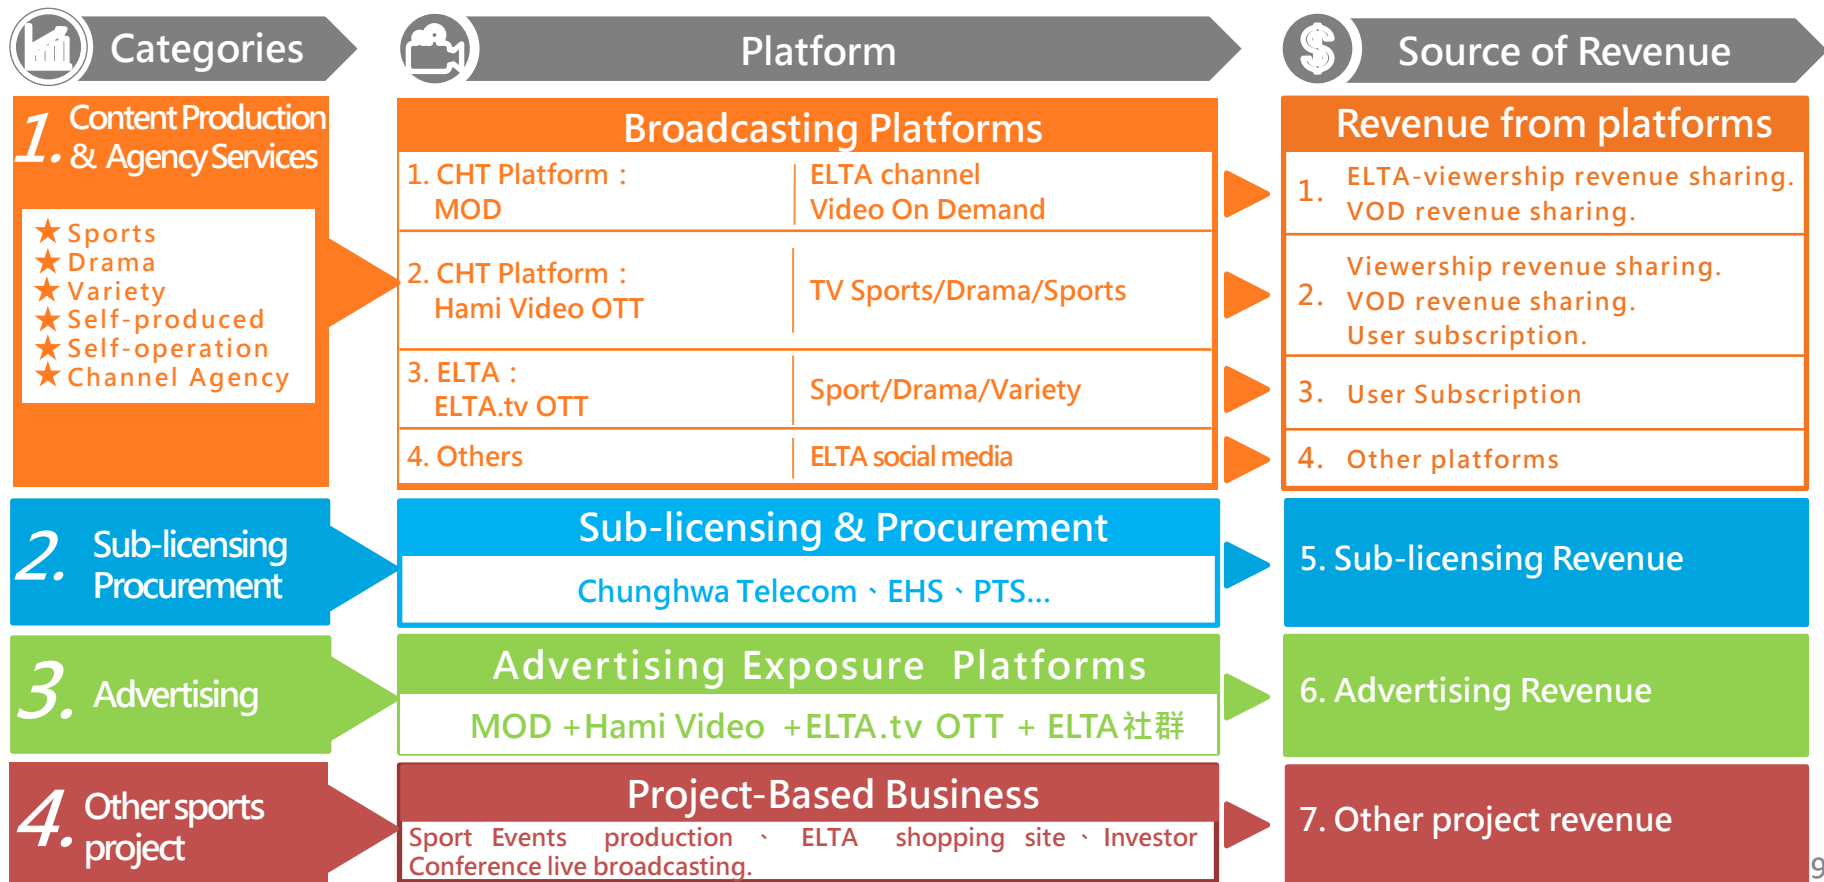 Categories
Platform
Source of Revenue
1. Content Production
& Agency Services
★ Sports
★ Drama
★ Variety
★ Self-produced
★ Self-operation
★ Channel Agency
Broadcasting Platforms
1. CHT Platform：
MOD
ELTA channel
Video On Demand
2. CHT Platform：
Hami Video OTT
TV Sports/Drama/Sports
3. ELTA：
ELTA.tv OTT
Sport/Drama/Variety
4. Others
ELTA social media
Revenue from platforms
1. ELTA-viewership revenue sharing.
VOD revenue sharing.
2. Viewership revenue sharing.
VOD revenue sharing.
User subscription.
3. User Subscription
4. Other platforms
2. Sub-licensing
Procurement
Sub-licensing & Procurement
Chunghwa Telecom、EHS、PTS...
5. Sub-licensing Revenue
3. Advertising
Advertising Exposure Platforms
MOD +Hami Video +ELTA.tv OTT + ELTA社群
6. Advertising Revenue
4. Other sports
project
Project-Based Business
Sport Events production、ELTA shopping site、Investor
Conference live broadcasting.
7. Other project revenue
9